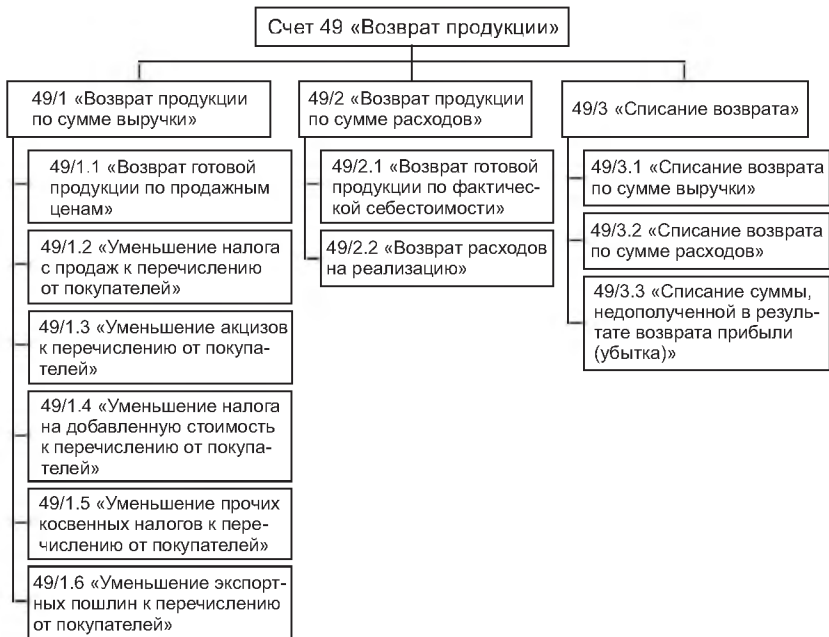 Счет 49 «Возврат продукции»
49/1 «Возврат продукции
по сумме выручки»
49/1.1 «Возврат готовой
продукции по продажным
ценам»
49/1.2 «Уменьшение налога
с продаж к перечислению
от покупателей»
49/1.3 «Уменьшение акцизов
к перечислению от покупа-
телей»
49/1.4 «Уменьшение налога
на добавленную стоимость
к перечислению от покупа-
телей»
49/1.5 «Уменьшение прочих
косвенных налогов к пере-
числению от покупателей»
49/1.6 «Уменьшение экспорт-
ных пошлин к перечислению
от покупателей»
49/2 «Возврат продукции
по сумме расходов»
49/2.1 «Возврат готовой
продукции по фактичес-
кой себестоимости»
49/2.2 «Возврат расходов
на реализацию»
49/3 «Списание возврата»
49/3.1 «Списание возврата
по сумме выручки»
49/3.2 «Списание возврата
по сумме расходов»
49/3.3 «Списание суммы,
недополученной в резуль-
тате возврата прибыли
(убытка)»